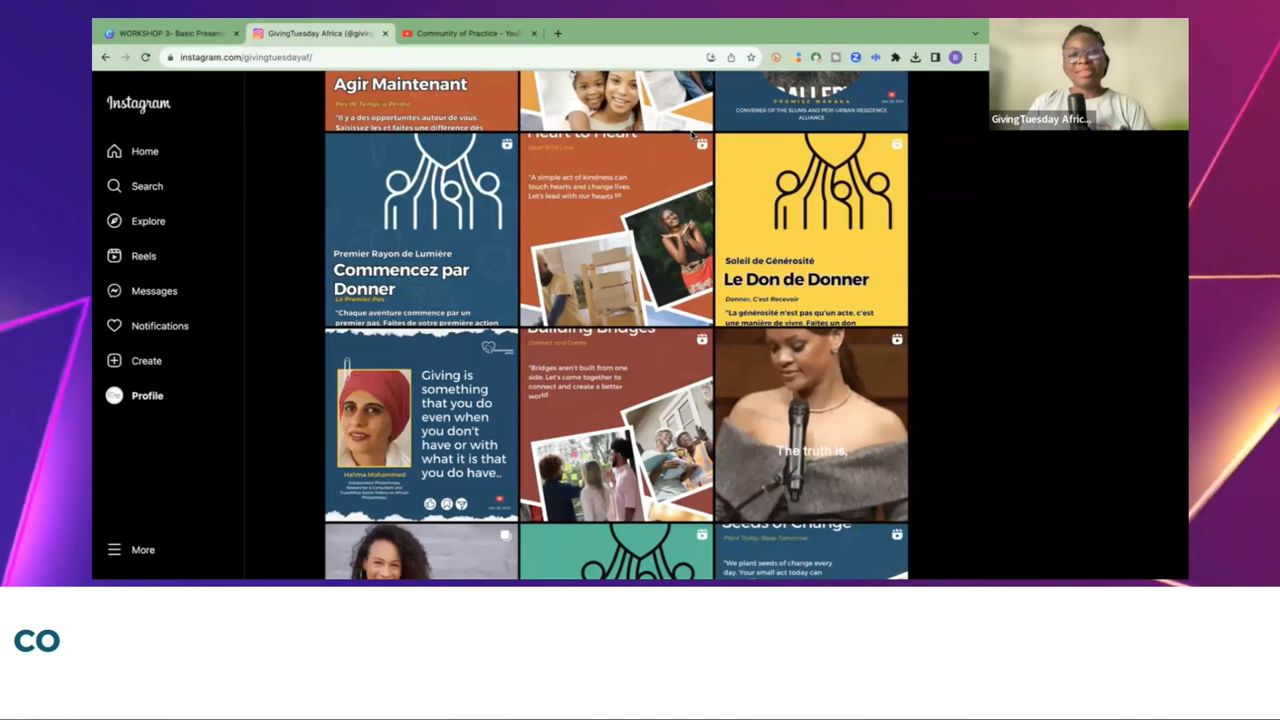 WORKSHOP 3- Basic Presen
GivingTuesday Africa (@givin
Community of Practice - You
instagram.com/givingtuesdayaf/
Instagram
Home
Search
Explore
Reels
Messages
Notifications
Create
Profile
More
Agir Maintenant
Pas de Temps à Perdre
"Il y a des opportunités autour de vous.
Saisissez-les et faites une différence dès
PROMISE MAKAKA
CONVENER OF THE SLUMS AND PERI-URBAN RESIDENCE
ALLIANCE
Premier Rayon de Lumière
Commencez par
Donner
Le Premier Pas
"Chaque aventure commence par un
premier pas. Faites de votre première action
Heart to Heart
Lead With Love
"A simple act of kindness can
touch hearts and change lives
Let's lead with our hearts to
Soleil de Générosité
Le Don de Donner
Donner, C'est Recevoir
"La générosité n'est pas qu'un acte, c'est
une manière de vivre. Faites un don
Giving is
something
that you do
even when
you don't
have or with
what it is that
you do have..
Halima Mohammed
Independent Philanthropy
Researcher & Consultant and
TrustAfrica Senior Fellow on African
Philanthropy
Building Bridges
Connect and Create
"Bridges aren't built from one
side. Let's come together to
connect and create a better
world
The truth is,
Seeds of Change
Plant Today, Reap Tomorrow
"We plant seeds of change every
day. Your small act today can
GivingTuesday Afric...
CO